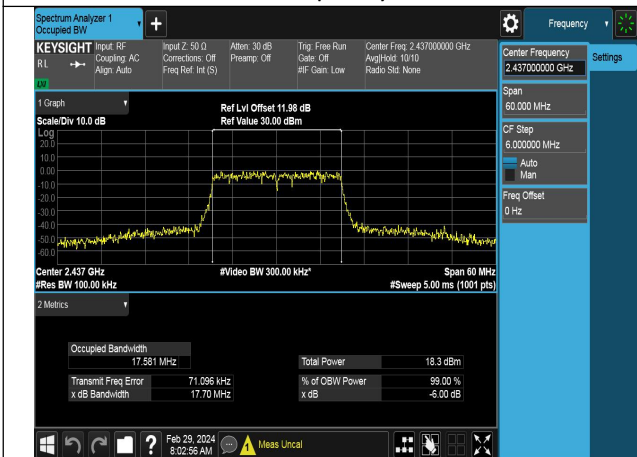 Spectrum Analyzer 1
Occupied BW
Frequency
KEYSIGHT
R L
LXI
Input: RF
Coupling: AC
Align: Auto
Input Z: 50 Ω
Corrections: Off
Freq Ref: Int (S)
Atten: 30 dB
Preamp: Off
Trig: Free Run
Gate: Off
#IF Gain: Low
Center Freq: 2.437000000 GHz
Avg|Hold: 10/10
Radio Std: None
Center Frequency
2.437000000 GHz
Settings
Span
60.000 MHz
CF Step
6.000000 MHz
Auto
Man
Freq Offset
0 Hz
1 Graph
Scale/Div 10.0 dB
Ref Lvl Offset 11.98 dB
Ref Value 30.00 dBm
Log
20.0
10.0
0.00
-10.0
-20.0
-30.0
-40.0
-50.0
-60.0
Center 2.437 GHz
#Video BW 300.00 kHz*
Span 60 MHz
#Res BW 100.00 kHz
#Sweep 5.00 ms (1001 pts)
2 Metrics
Occupied Bandwidth
17.581 MHz
Total Power 18.3 dBm
Transmit Freq Error 71.096 kHz
% of OBW Power 99.00 %
x dB Bandwidth 17.70 MHz
x dB -6.00 dB
?
Feb 29, 2024
8:02:56 AM
Meas Uncal